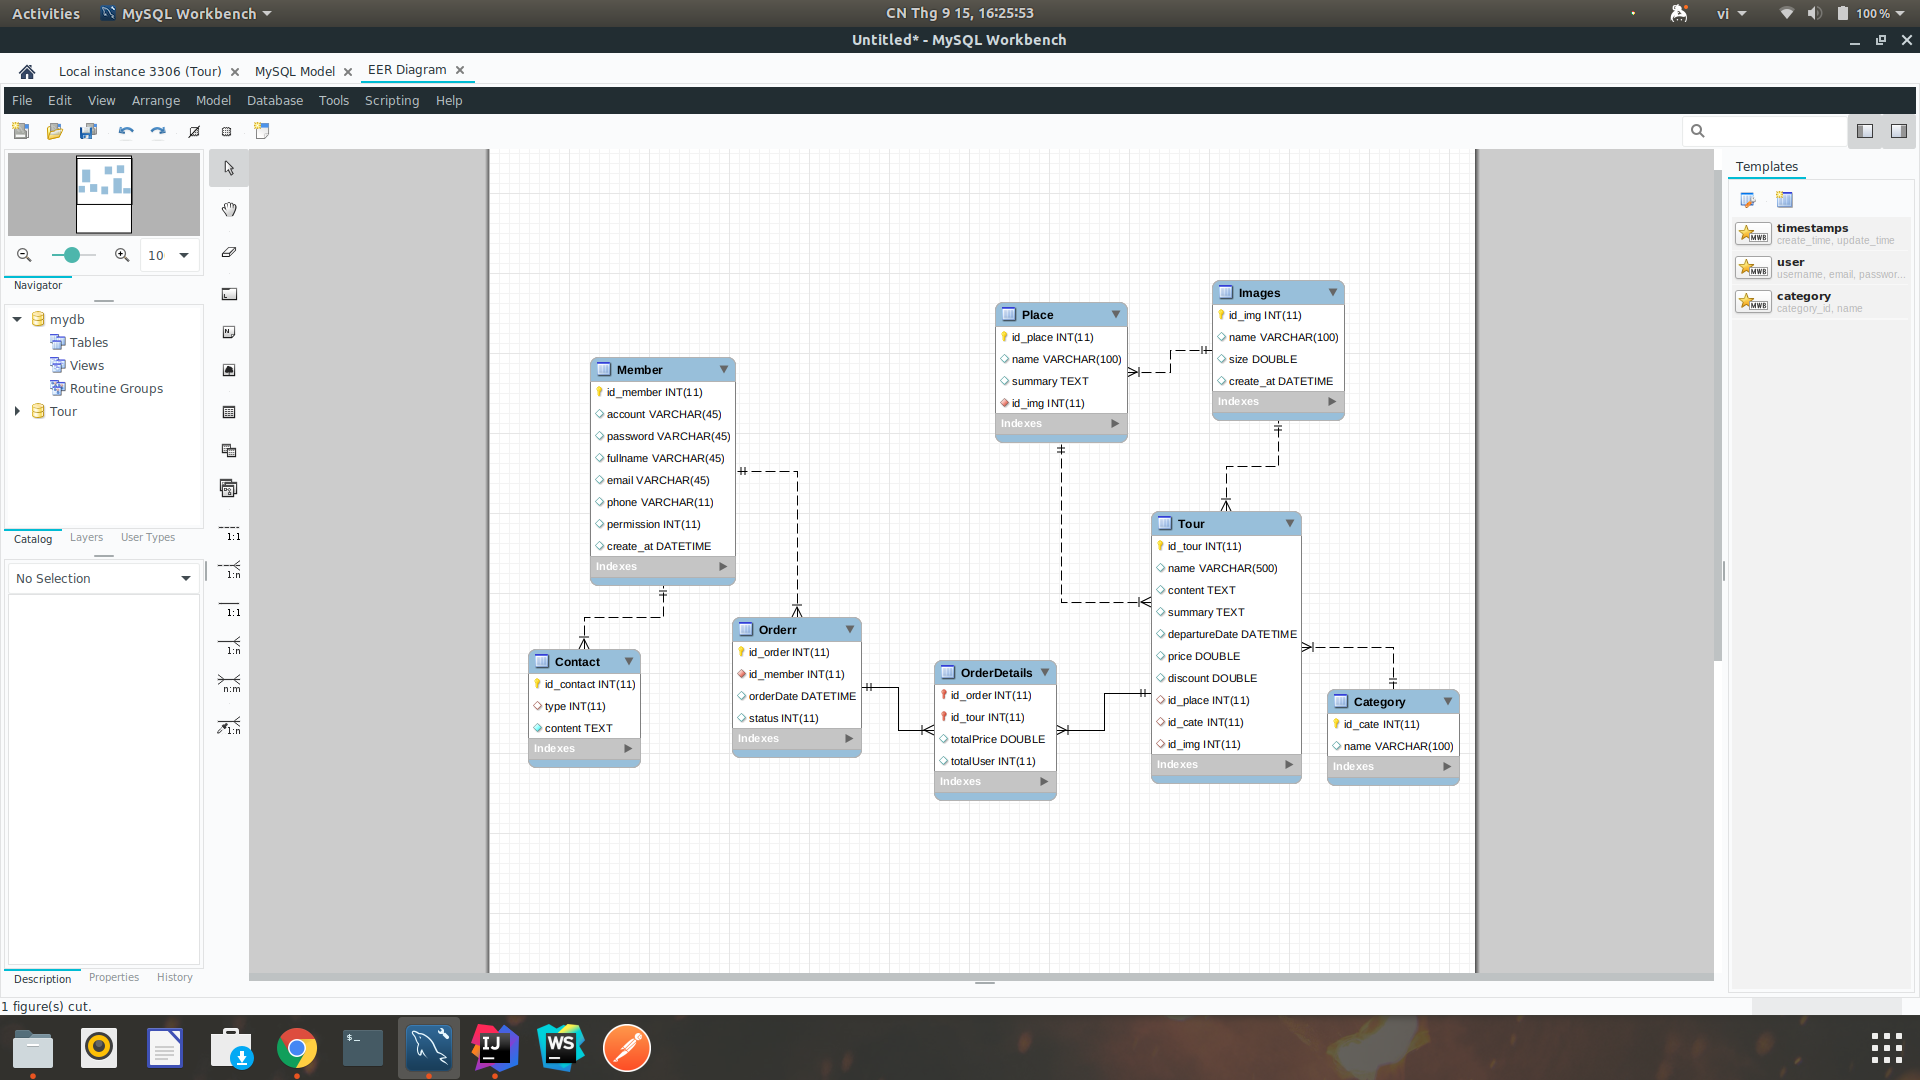 Activities
MySQL Workbench
CN Thg 9 15, 16:25:53
vi
100 %
Untitled* - MySQL Workbench
Local instance 3306 (Tour)
MySQL Model
EER Diagram
File
Edit
View
Arrange
Model
Database
Tools
Scripting
Help
10
Navigator
mydb
Tables
Views
Routine Groups
Tour
Catalog
Layers
User Types
No Selection
Description
Properties
History
1:1
1:n
1:1
1:n
n:m
1:n
Member
id_member INT(11)
account VARCHAR(45)
password VARCHAR(45)
fullname VARCHAR(45)
email VARCHAR(45)
phone VARCHAR(11)
permission INT(11)
create_at DATETIME
Indexes
Contact
id_contact INT(11)
type INT(11)
content TEXT
Indexes
Orderr
id_order INT(11)
id_member INT(11)
orderDate DATETIME
status INT(11)
Indexes
OrderDetails
id_order INT(11)
id_tour INT(11)
totalPrice DOUBLE
totalUser INT(11)
Indexes
Place
id_place INT(11)
name VARCHAR(100)
summary TEXT
id_img INT(11)
Indexes
Images
id_img INT(11)
name VARCHAR(100)
size DOUBLE
create_at DATETIME
Indexes
Tour
id_tour INT(11)
name VARCHAR(500)
content TEXT
summary TEXT
departureDate DATETIME
price DOUBLE
discount DOUBLE
id_place INT(11)
id_cate INT(11)
id_img INT(11)
Indexes
Category
id_cate INT(11)
name VARCHAR(100)
Indexes
Templates
MWB
timestamps
create_time, update_time
MWB
user
username, email, passwor...
MWB
category
category_id, name
1 figure(s) cut.
$_
IJ
WS